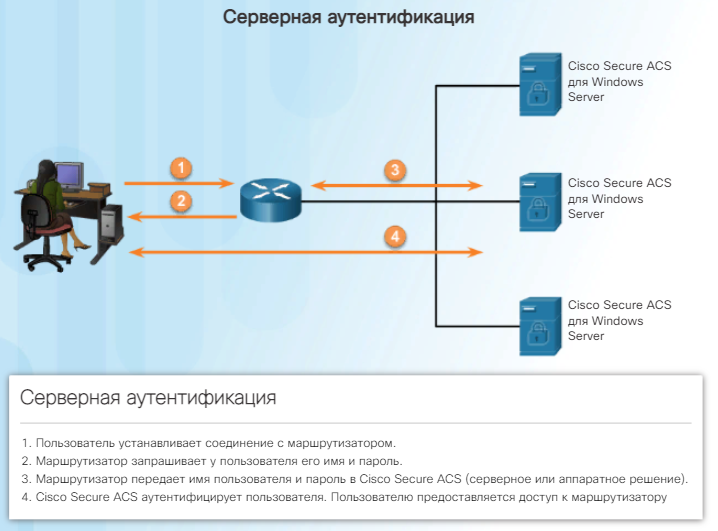 Серверная аутентификация
Cisco Secure ACS
для Windows
Server
1
3
2
Cisco Secure ACS
для Windows
Server
4
Cisco Secure ACS
для Windows
Server
Серверная аутентификация
1. Пользователь устанавливает соединение с маршрутизатором.
2. Маршрутизатор запрашивает у пользователя его имя и пароль.
3. Маршрутизатор передает имя пользователя и пароль в Cisco Secure ACS (серверное или аппаратное решение).
4. Cisco Secure ACS аутентифицирует пользователя. Пользователю предоставляется доступ к маршрутизатору